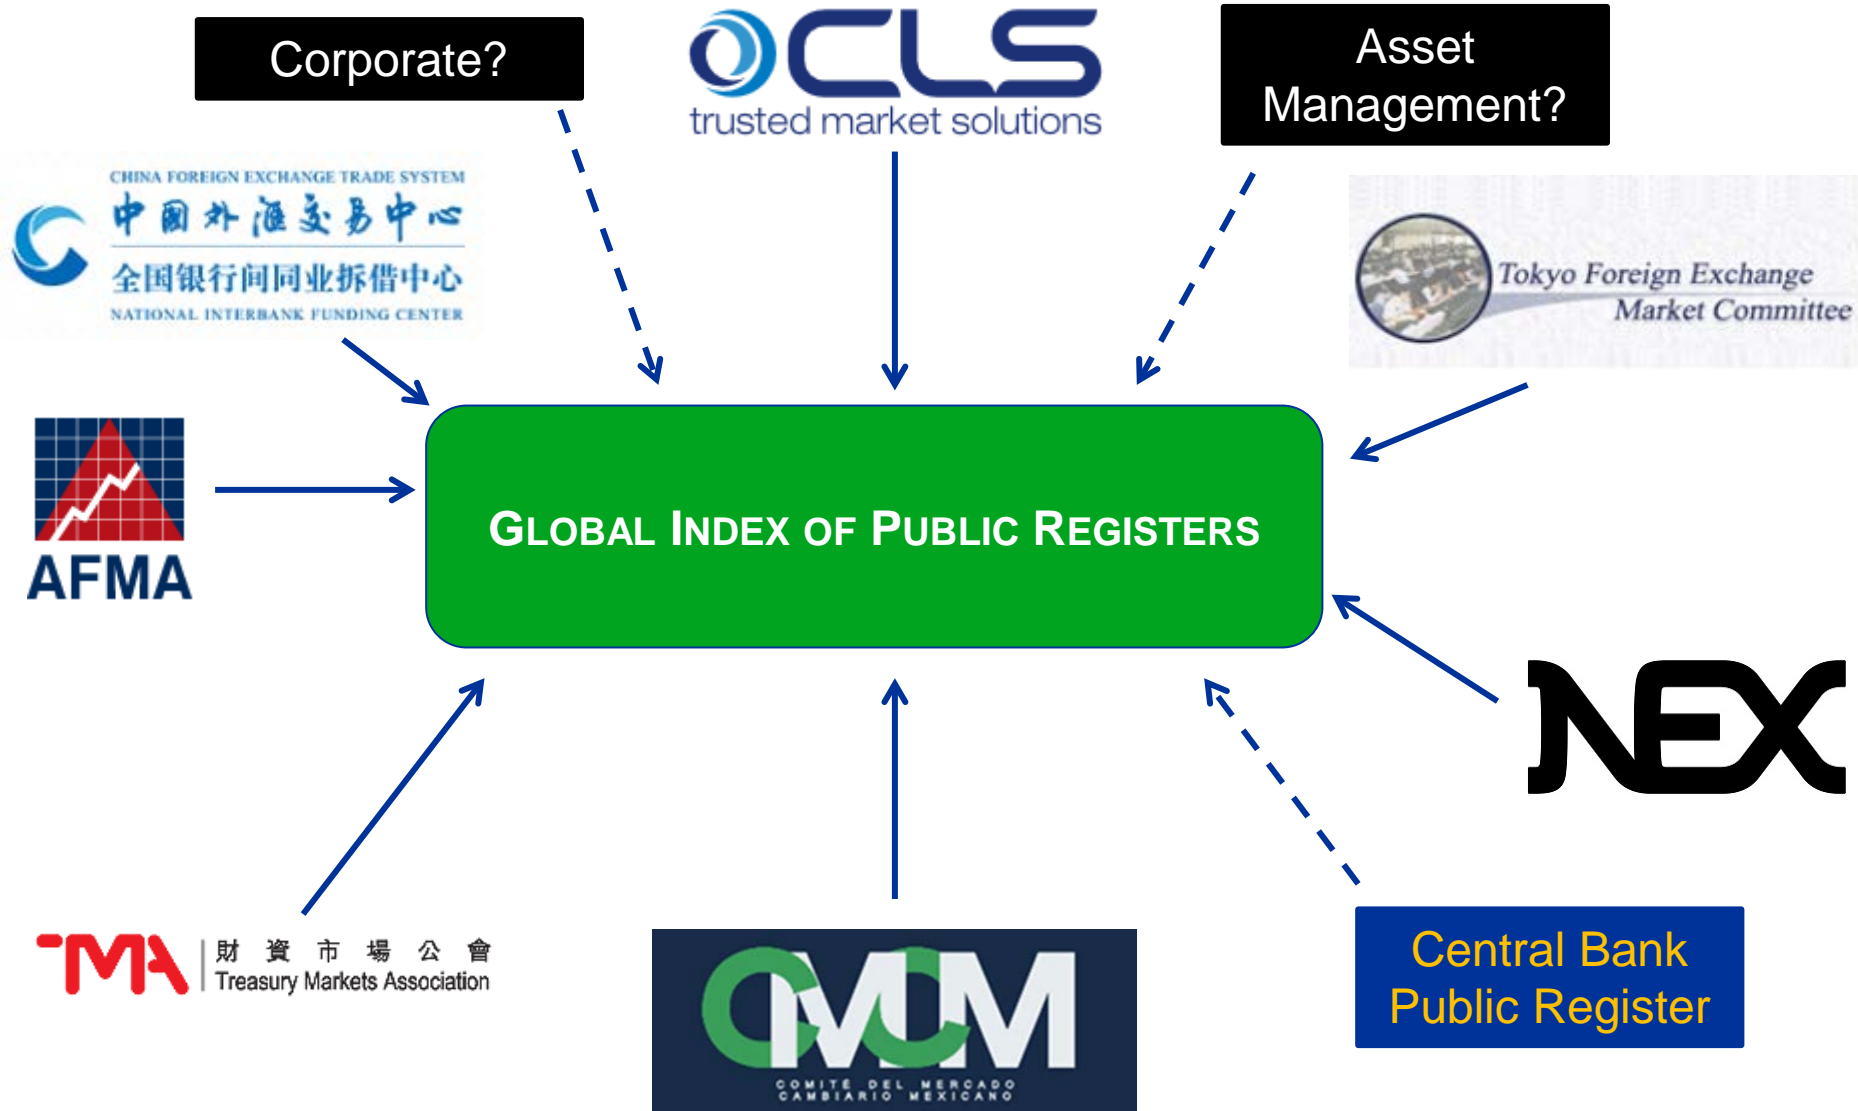 Corporate?
CLS
trusted market solutions
Asset
Management?
CHINA FOREIGN EXCHANGE TRADE SYSTEM
中國外滙交易中心
全国银行间同业拆借中心
NATIONAL INTERBANK FUNDING CENTER
Tokyo Foreign Exchange
Market Committee
AFMA
GLOBAL INDEX OF PUBLIC REGISTERS
NEX
TMA
財資市場公會
Treasury Markets Association
CMCM
COMITÉ DEL MERCADO
CAMBIARIO MEXICANO
Central Bank
Public Register